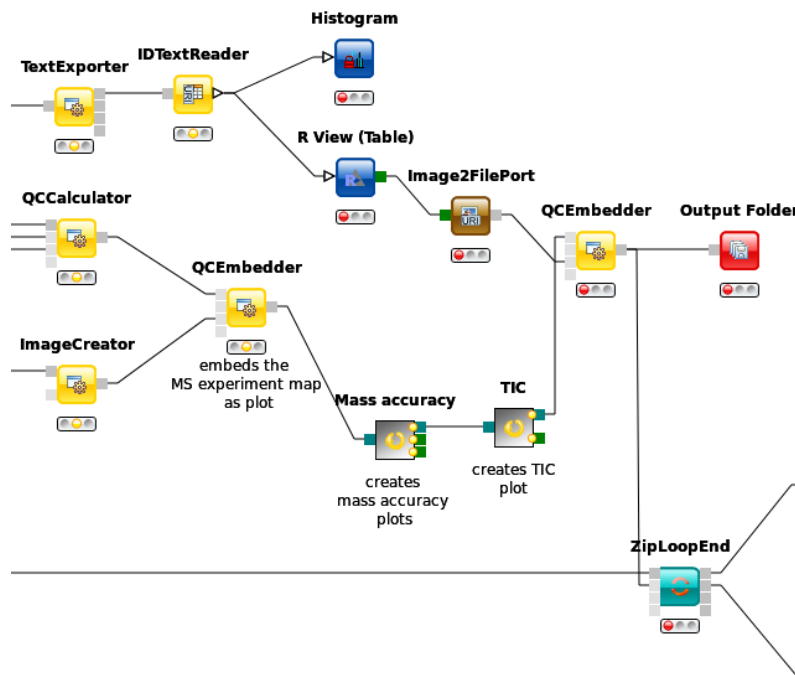 Histogram
IDTextReader
TextExporter
URI
R View (Table)
R
Image2FilePort
URI
QCCalculator
QCEmbedder
Output Folder
QCEmbedder
embeds the
MS experiment map
as plot
ImageCreator
Mass accuracy
creates
mass accuracy
plots
TIC
creates TIC
plot
ZipLoopEnd